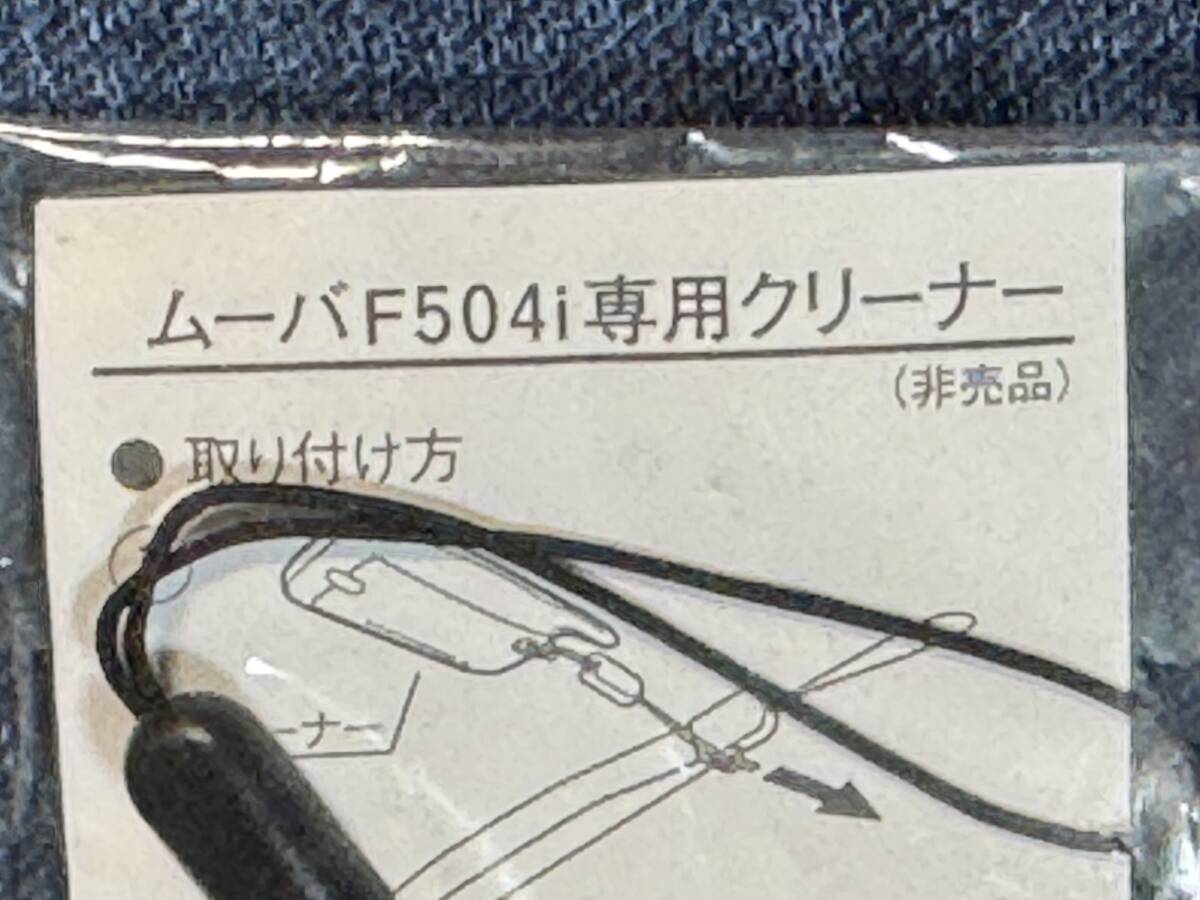 ムーバF504i専用クリーナー
(非売品)
● 取り付け方
ーナー